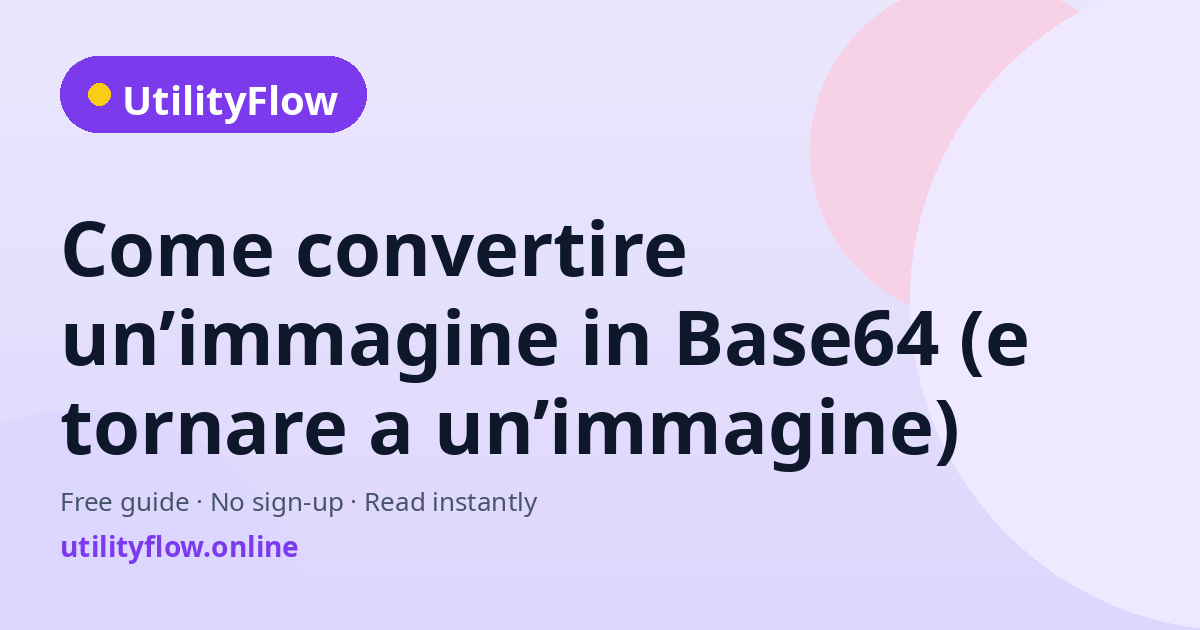 UtilityFlow
Come convertire
un’immagine in Base64 (e
tornare a un’immagine)
Free guide · No sign-up · Read instantly
utilityflow.online